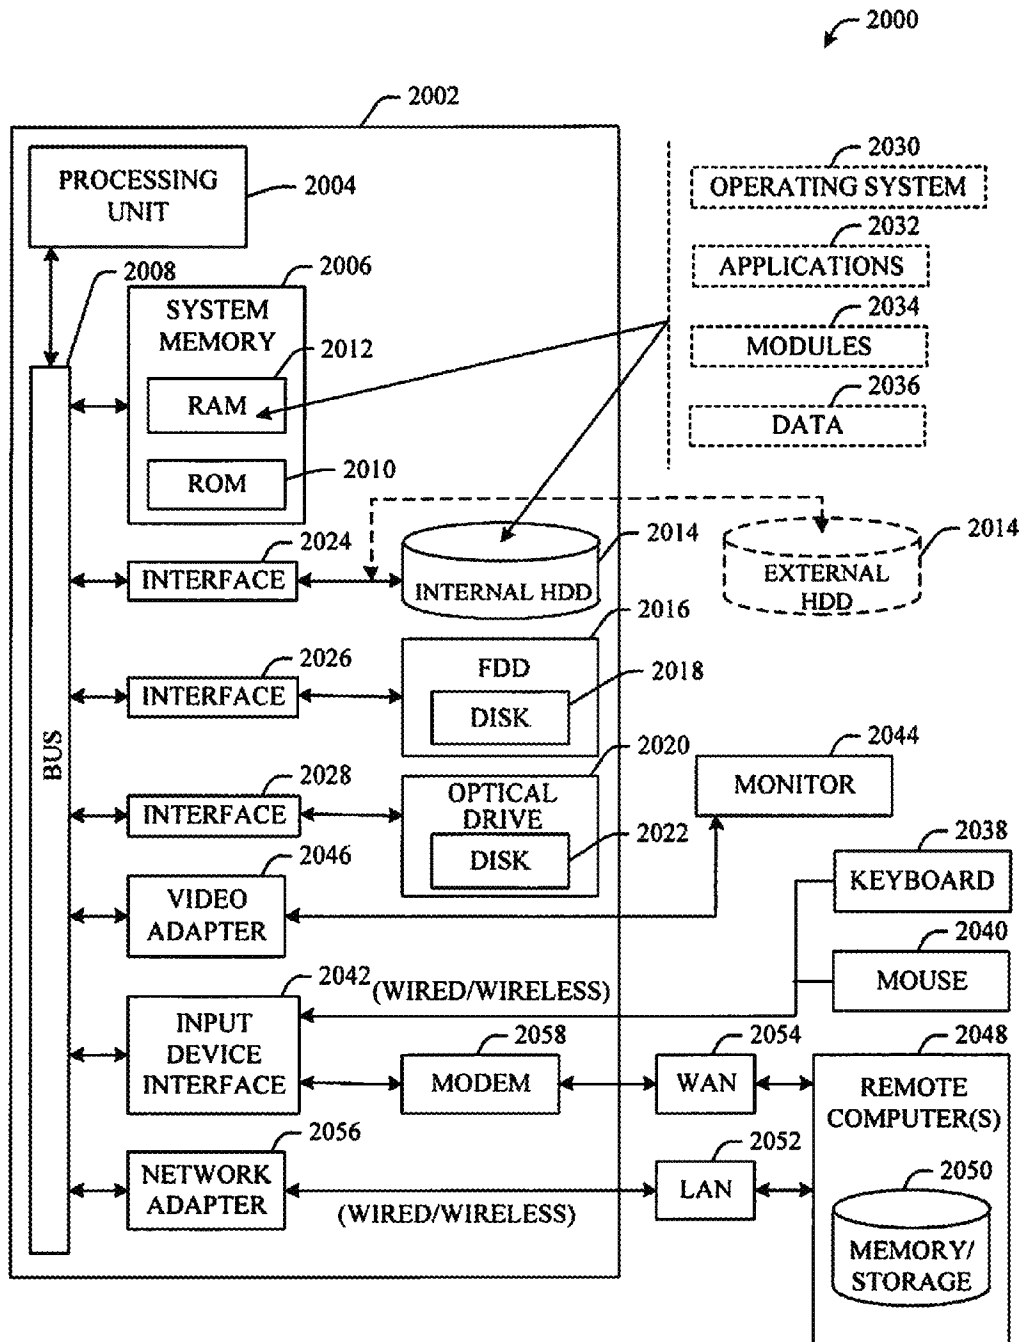 2000
2002
PROCESSING
UNIT
2004
2008
2006
SYSTEM
MEMORY
2012
RAM
2010
ROM
2030
OPERATING SYSTEM
2032
APPLICATIONS
2034
MODULES
2036
DATA
2024
INTERFACE
2014
INTERNAL HDD
2014
EXTERNAL
HDD
2026
INTERFACE
2016
FDD
2018
DISK
BUS
2028
INTERFACE
2020
OPTICAL
DRIVE
2022
DISK
2044
MONITOR
2046
VIDEO
ADAPTER
2038
KEYBOARD
2040
MOUSE
2042
(WIRED/WIRELESS)
INPUT
DEVICE
INTERFACE
2058
MODEM
2054
WAN
2048
REMOTE
COMPUTER(S)
2056
NETWORK
ADAPTER
(WIRED/WIRELESS)
2052
LAN
2050
MEMORY/
STORAGE